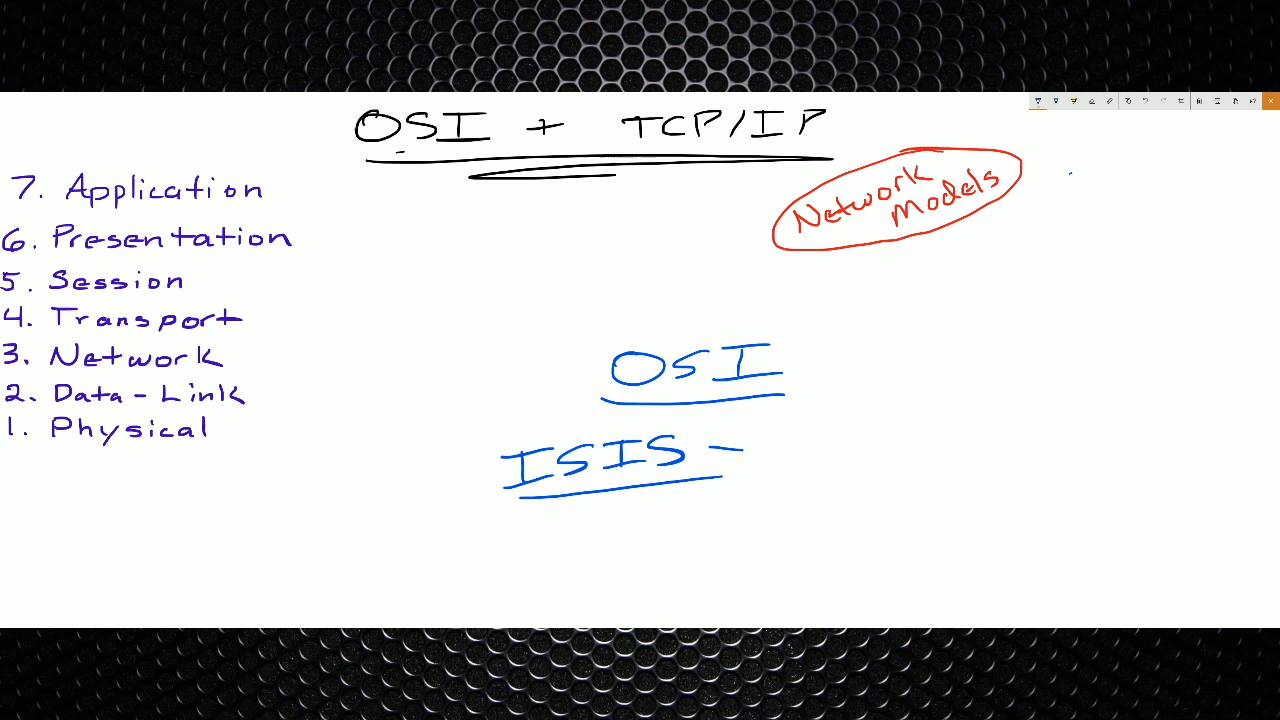 OSI + TCP/IP
Network
Models
7. Application
6. Presentation
5. Session
4. Transport
3. Network
2. Data-Link
1. Physical
OSI
ISIS -